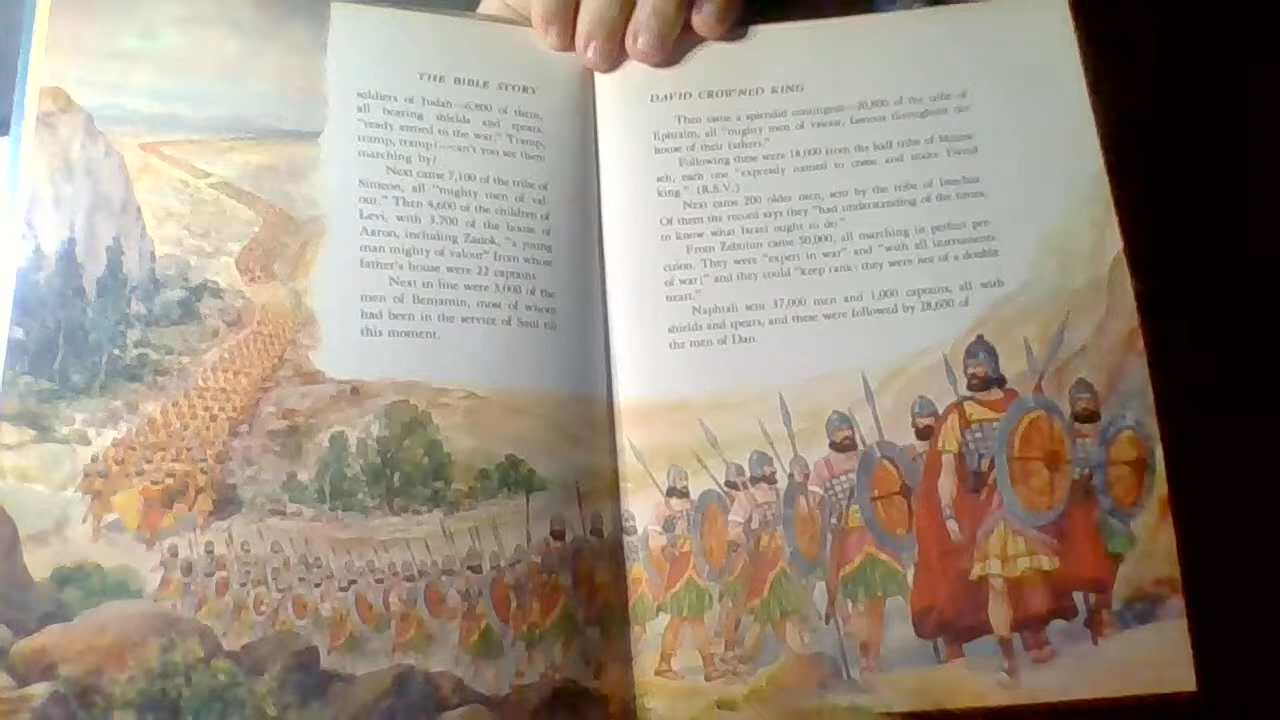 THE BIBLE STORY
soldiers of Judah—6,800 of them,
all bearing shields and spears,
"ready armed to the war." Tramp,
tramp, tramp!—can't you see them
marching by?
Next came 7,100 of the tribe of
Simeon, all "mighty men of val-
our." Then 4,600 of the children of
Levi, with 3,700 of the house of
Aaron, including Zadok, "a young
man mighty of valour" from whose
father's house were 22 captains.
Next in line were 3,000 of the
men of Benjamin, most of whom
had been in the service of Saul till
this moment.
DAVID CROWNED KING
Then came a splendid contingent—20,800 of the tribe of
Ephraim, all "mighty men of valour, famous throughout the
house of their fathers."
Following these were 18,000 from the half tribe of Manas-
seh, each one "expressly named to come and make David
king." (R.S.V.)
Next came 200 older men, sent by the tribe of Issachar.
Of them the record says they "had understanding of the times,
to know what Israel ought to do."
From Zebulun came 50,000, all marching in perfect pre-
cision. They were "expert in war" and "with all instruments
of war;" and they could "keep rank: they were not of a double
heart."
Naphtali sent 37,000 men and 1,000 captains, all with
shields and spears, and these were followed by 28,600 of
the men of Dan.